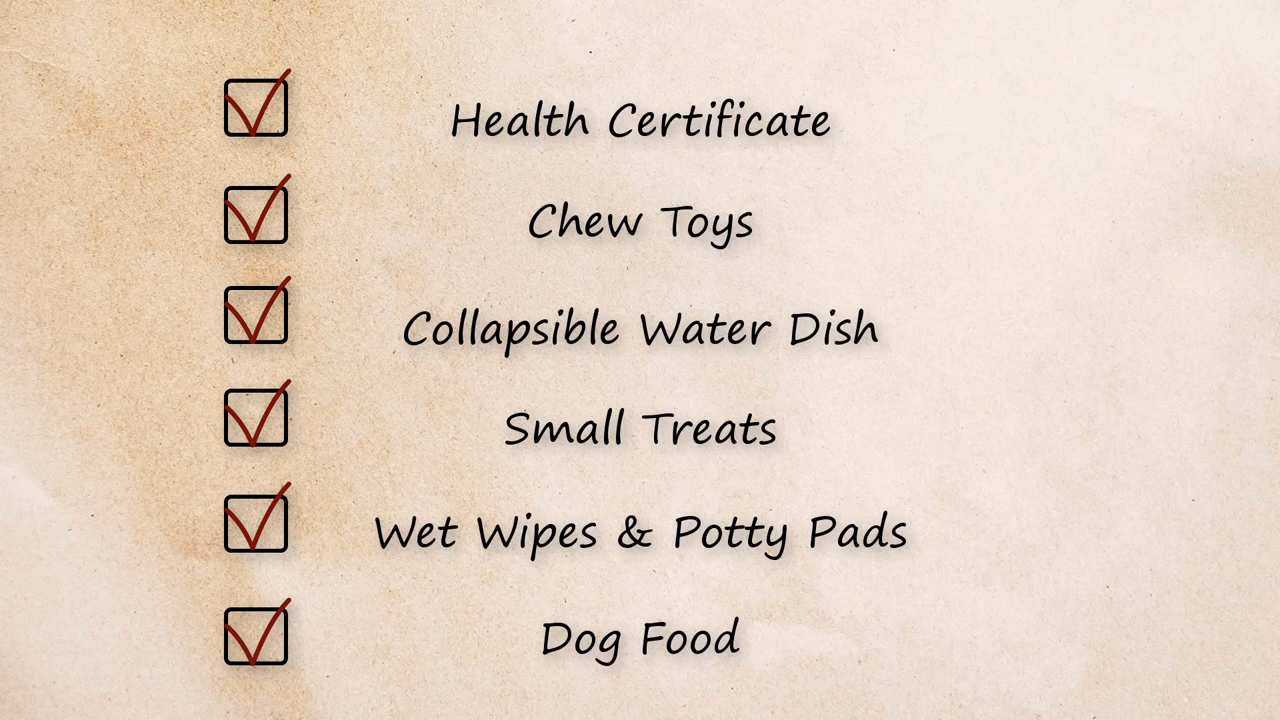 Health Certificate
Chew Toys
Collapsible Water Dish
Small Treats
Wet Wipes & Potty Pads
Dog Food